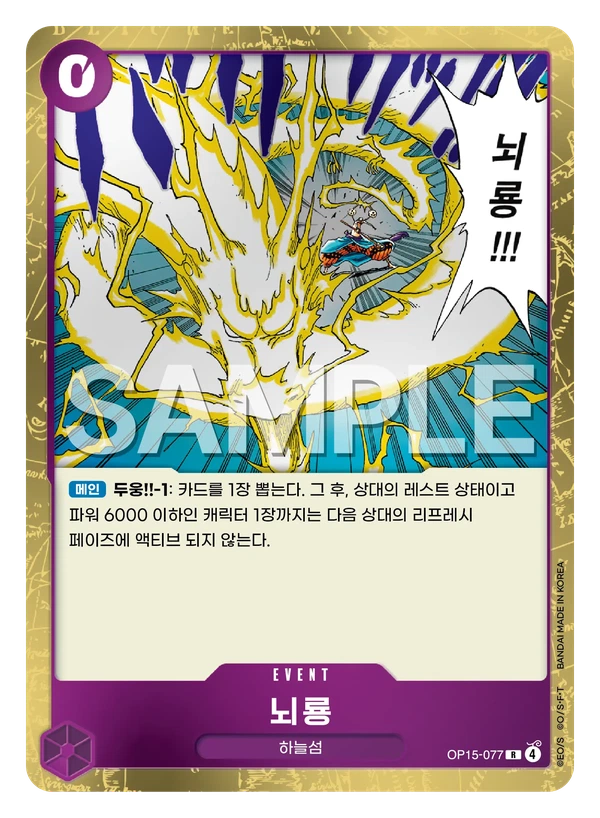 0
뇌룡!!!
SAMPLE
메인 두웅!!-1: 카드를 1장 뽑는다. 그 후, 상대의 레스트 상태이고
파워 6000 이하인 캐릭터 1장까지는 다음 상대의 리프레시
페이즈에 액티브 되지 않는다.
EVENT
뇌룡
하늘섬
OP15-077 R 4
©EO/S ©O/S·F·T BANDAI MADE IN KOREA